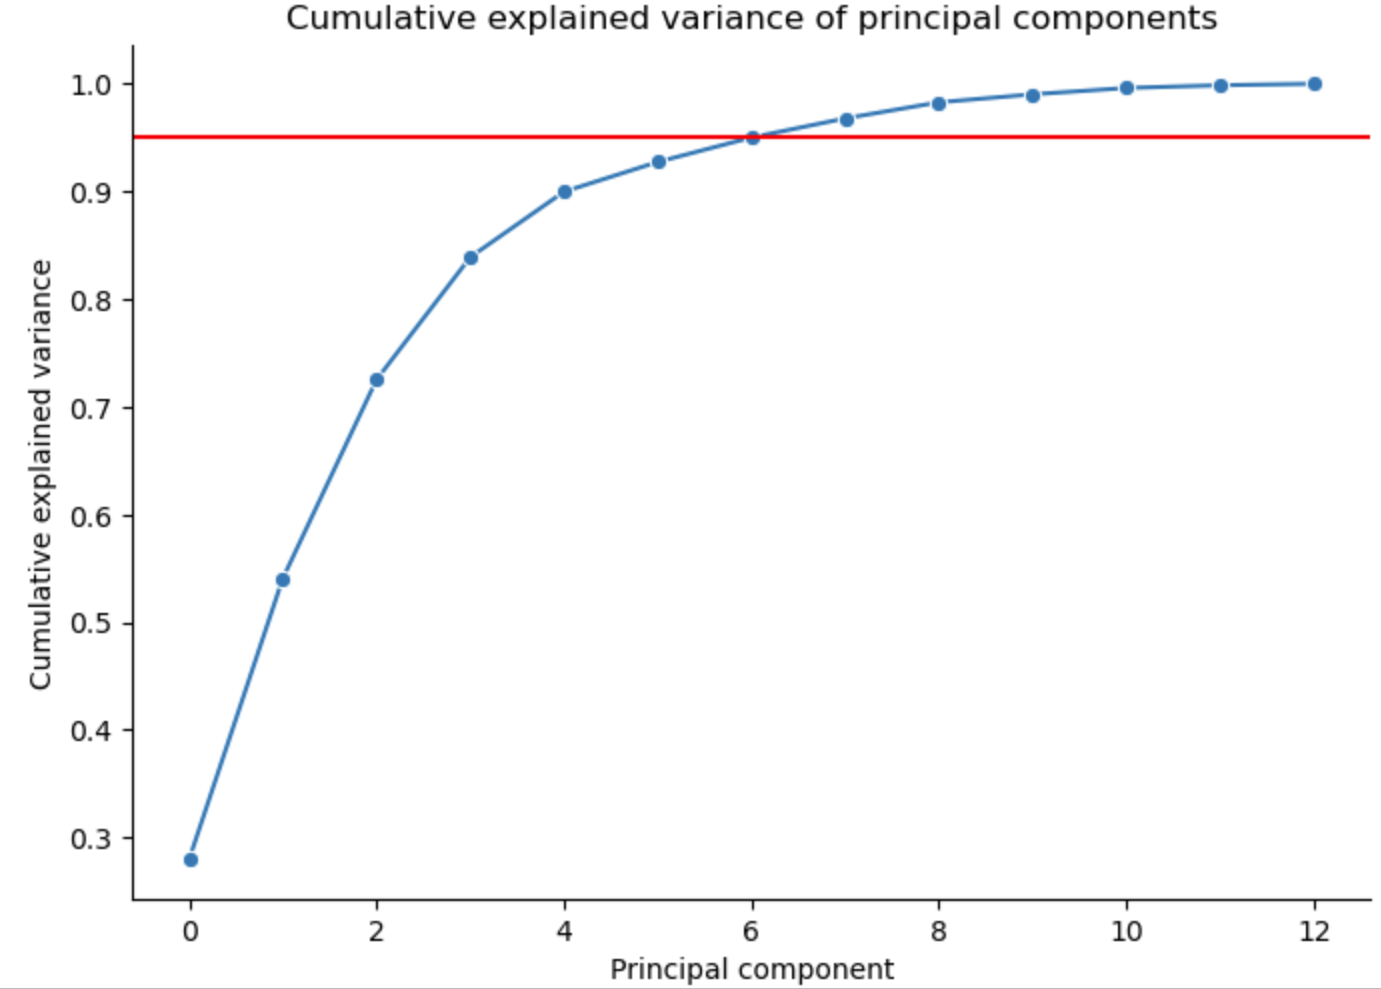 Cumulative explained variance of principal components
1.0
0.9
0.8
0.7
0.6
0.5
0.4
0.3
Cumulative explained variance
0 2 4 6 8 10 12
Principal component